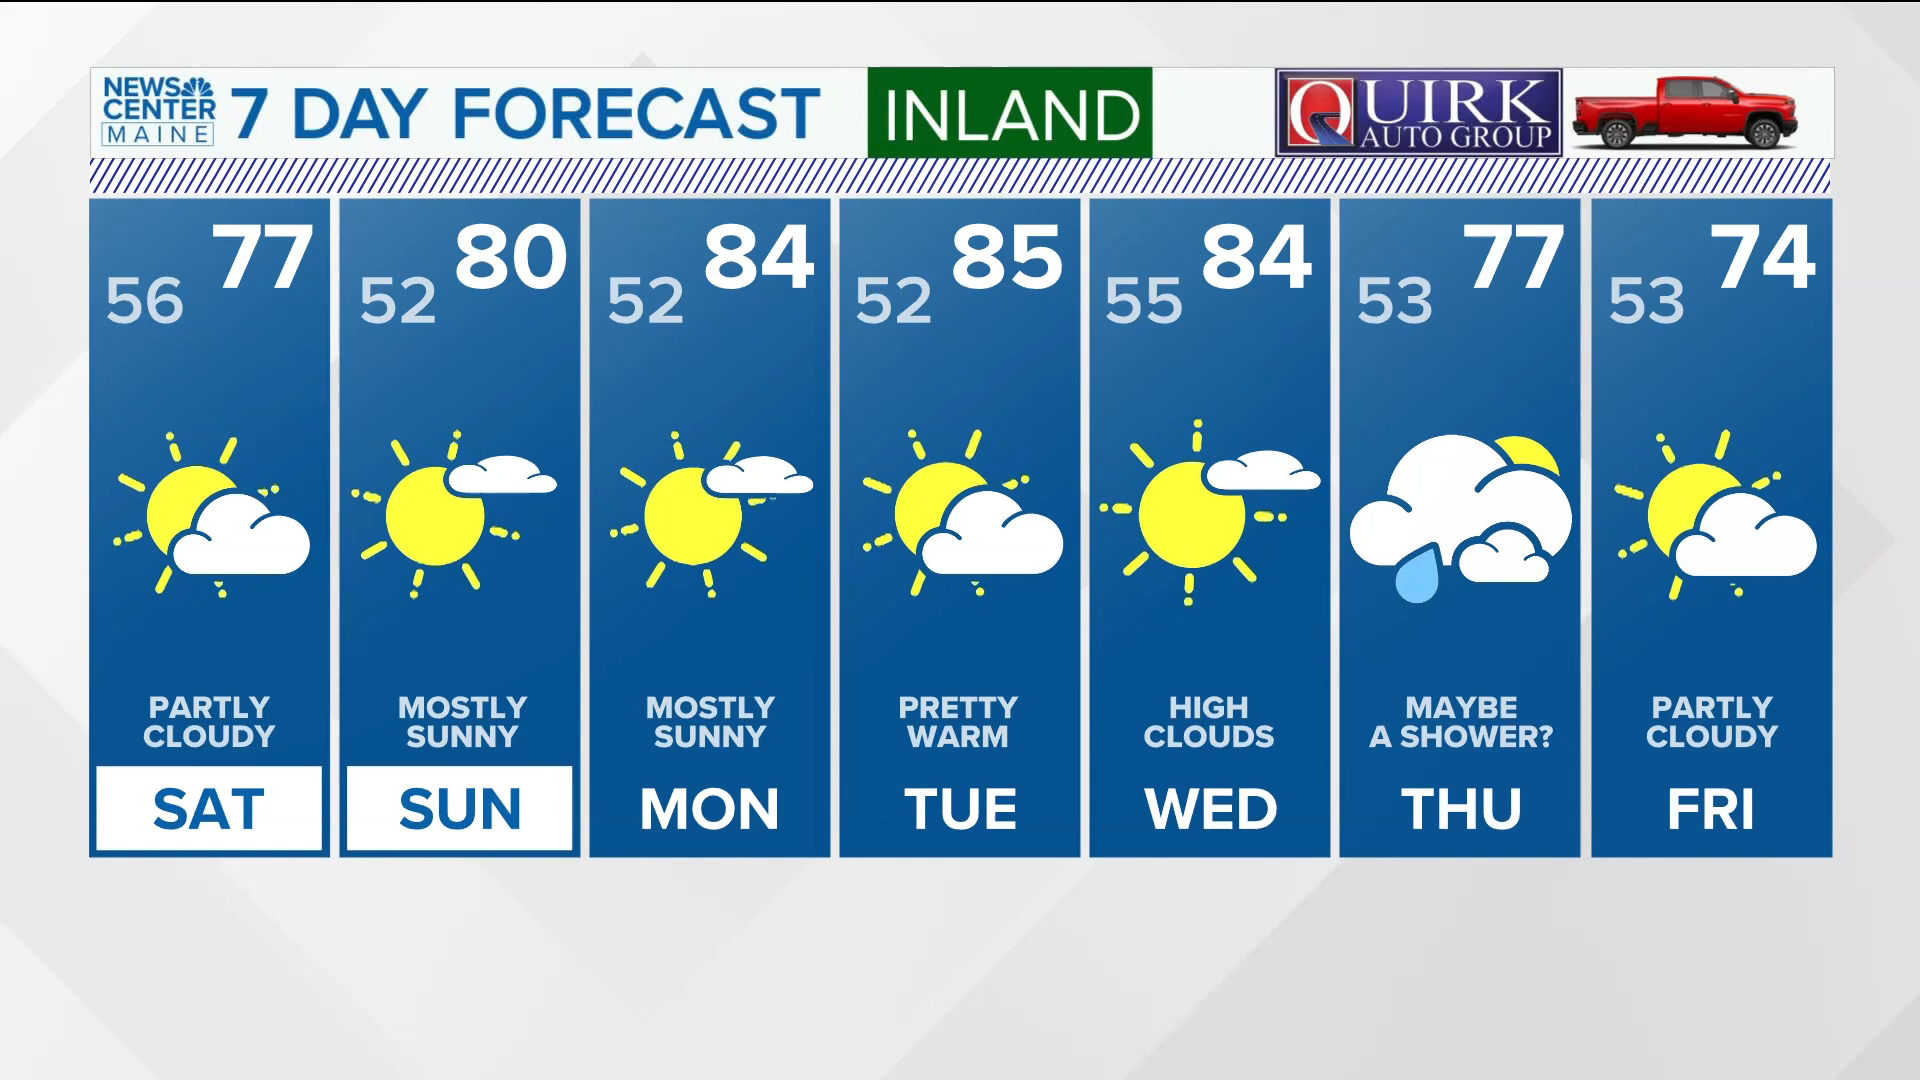 NEWS
CENTER
MAINE
7 DAY FORECAST
INLAND
QUIRK
AUTO GROUP
56 77
PARTLY
CLOUDY
SAT
52 80
MOSTLY
SUNNY
SUN
52 84
MOSTLY
SUNNY
MON
52 85
PRETTY
WARM
TUE
55 84
HIGH
CLOUDS
WED
53 77
MAYBE
A SHOWER?
THU
53 74
PARTLY
CLOUDY
FRI